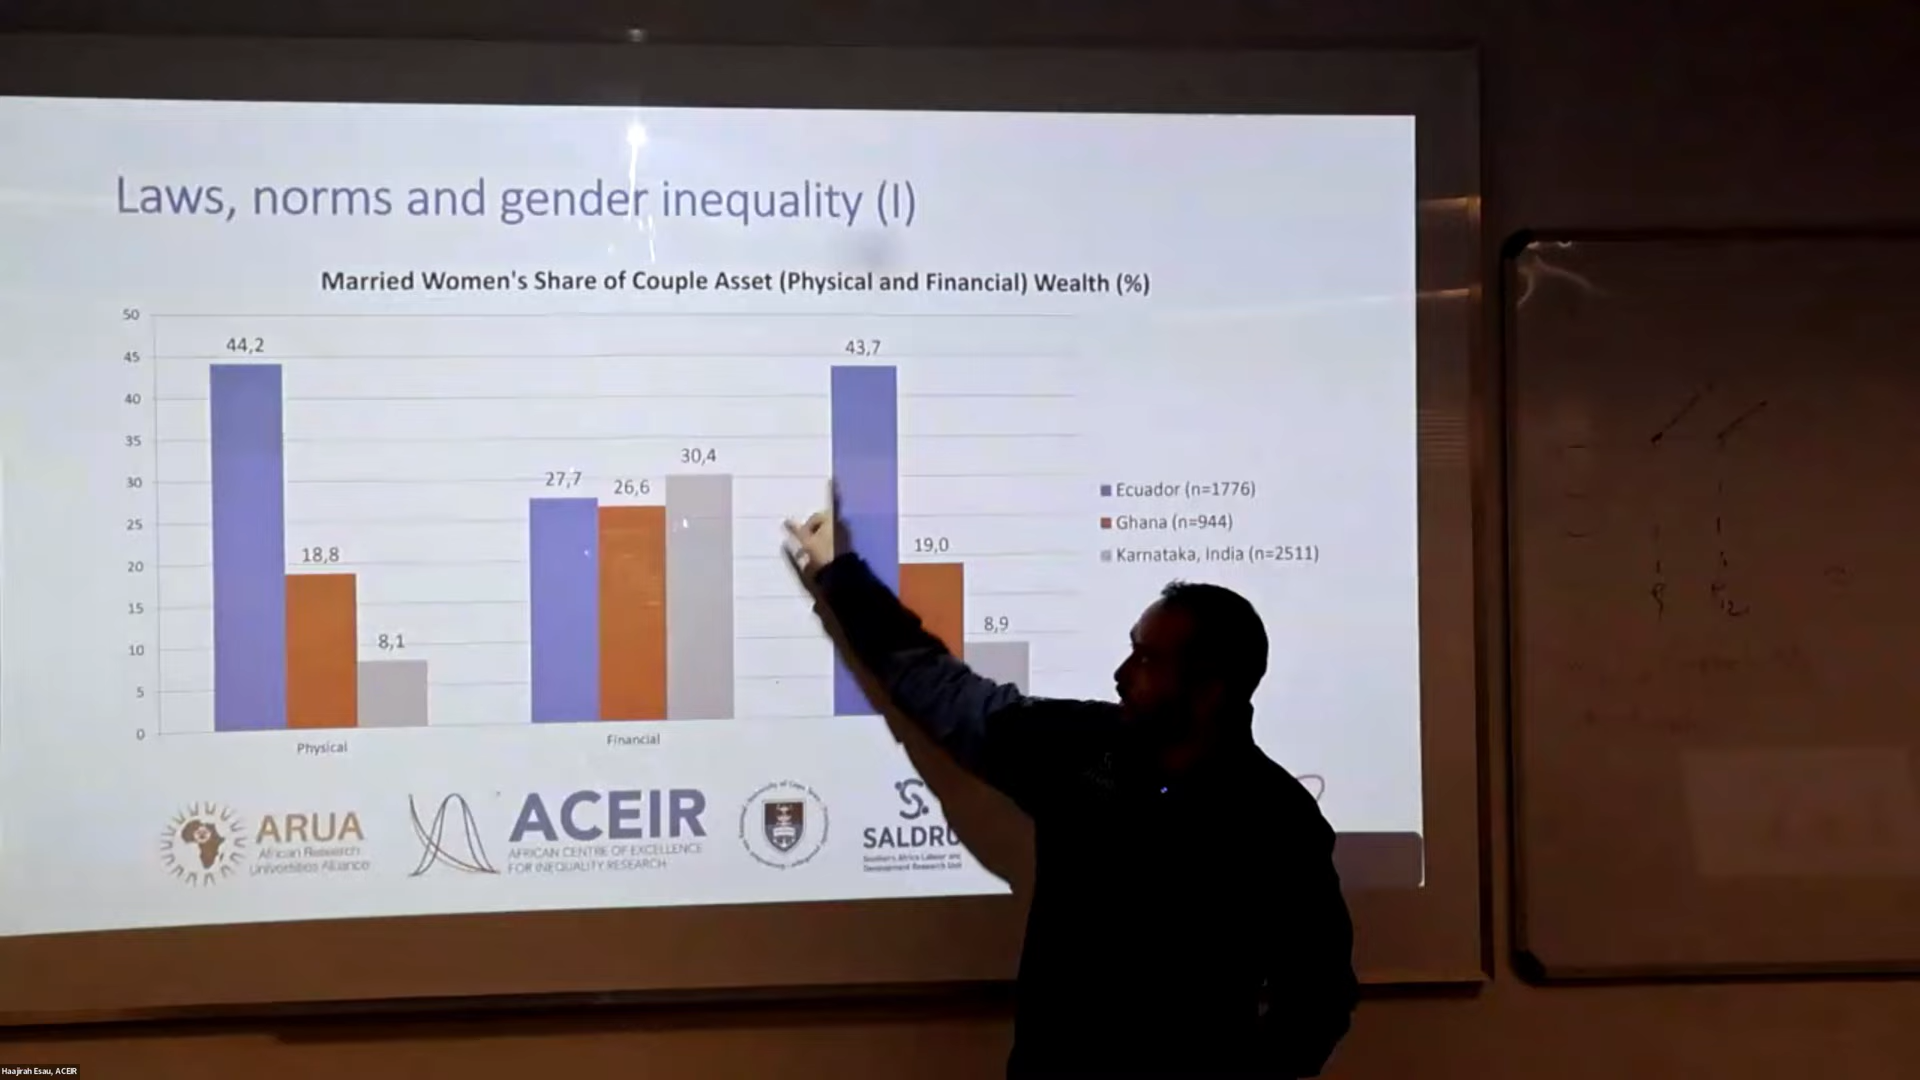 Laws, norms and gender inequality (I)
Married Women's Share of Couple Asset (Physical and Financial) Wealth (%)
50
45
40
35
30
25
20
15
10
5
0
44,2
18,8
8,1
27,7
26,6
30,4
43,7
19,0
8,9
Physical
Financial
Ecuador (n=1776)
Ghana (n=944)
Karnataka, India (n=2511)
ARUA
African Research
Universities Alliance
ACEIR
AFRICAN CENTRE OF EXCELLENCE
FOR INEQUALITY RESEARCH
SALDRU
Southern Africa Labour and
Development Research Unit
Haajirah Esau, ACEIR